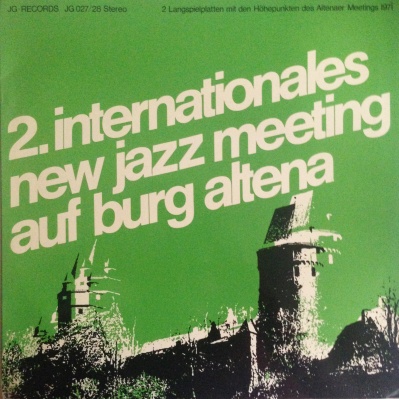 JG RECORDS JG 027/28 Stereo
2 Langspielplatten mit den Höhepunkten des Altenaer Meetings 1971
2. internationales
new jazz meeting
auf burg altena